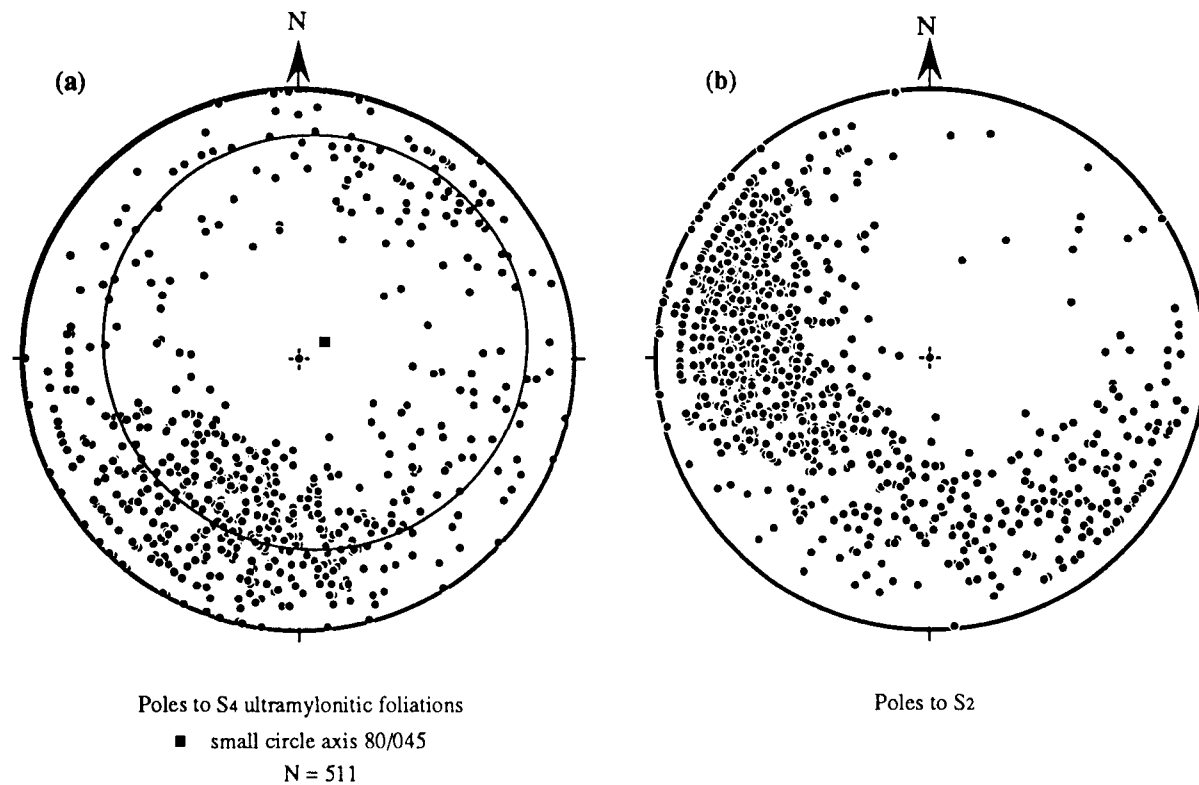 N
(a)
N
(b)
Poles to S4 ultramylonitic foliations
■ small circle axis 80/045
N = 511
Poles to S2